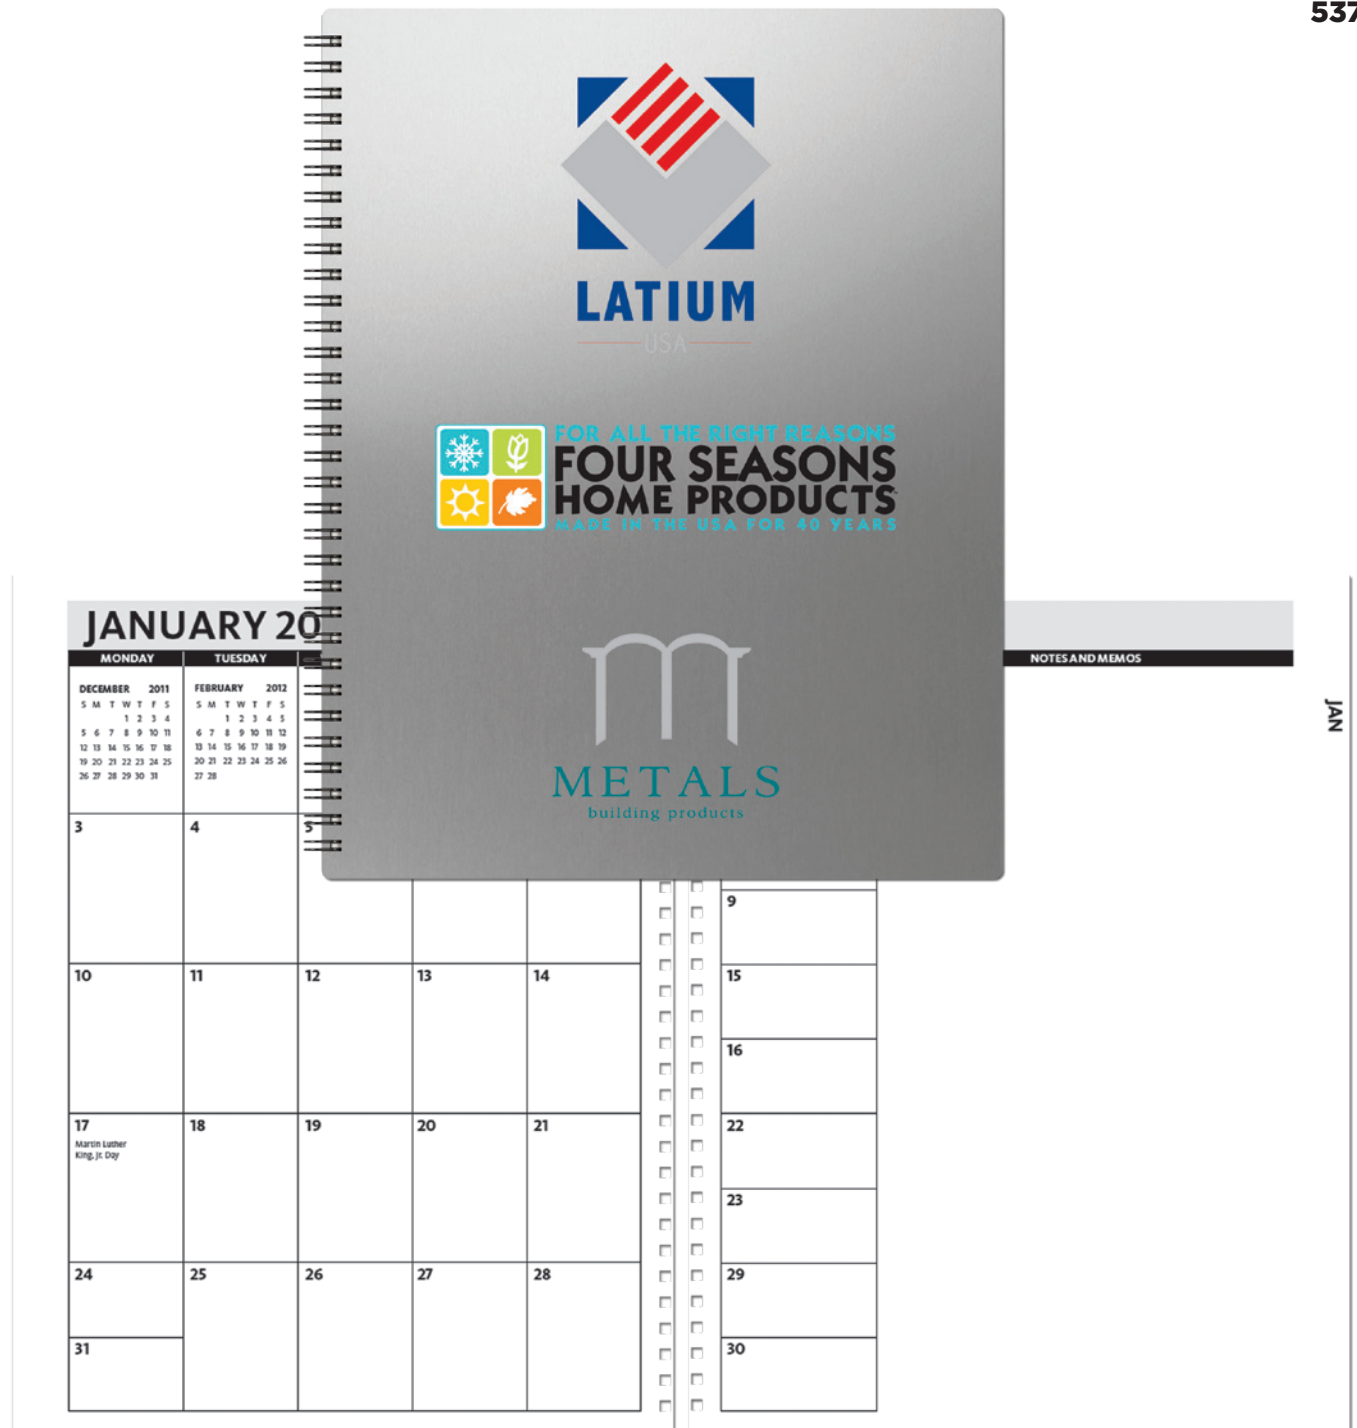 537
LATIUM
USA
FOR ALL THE RIGHT REASONS
FOUR SEASONS
HOME PRODUCTS
MADE IN THE USA FOR 40 YEARS
METALS
building products
JANUARY 20
MONDAY TUESDAY
NOTES AND MEMOS
JAN
DECEMBER 2011
S M T W T F S
1 2 3 4
5 6 7 8 9 10 11
12 13 14 15 16 17 18
19 20 21 22 23 24 25
26 27 28 29 30 31
FEBRUARY 2012
S M T W T F S
1 2 3 4 5
6 7 8 9 10 11 12
13 14 15 16 17 18 19
20 21 22 23 24 25 26
27 28
3 4 5
9
10 11 12 13 14
15
16
17 18 19 20 21
Martin Luther
King, Jr. Day
22
23
24 25 26 27 28
29
31
30